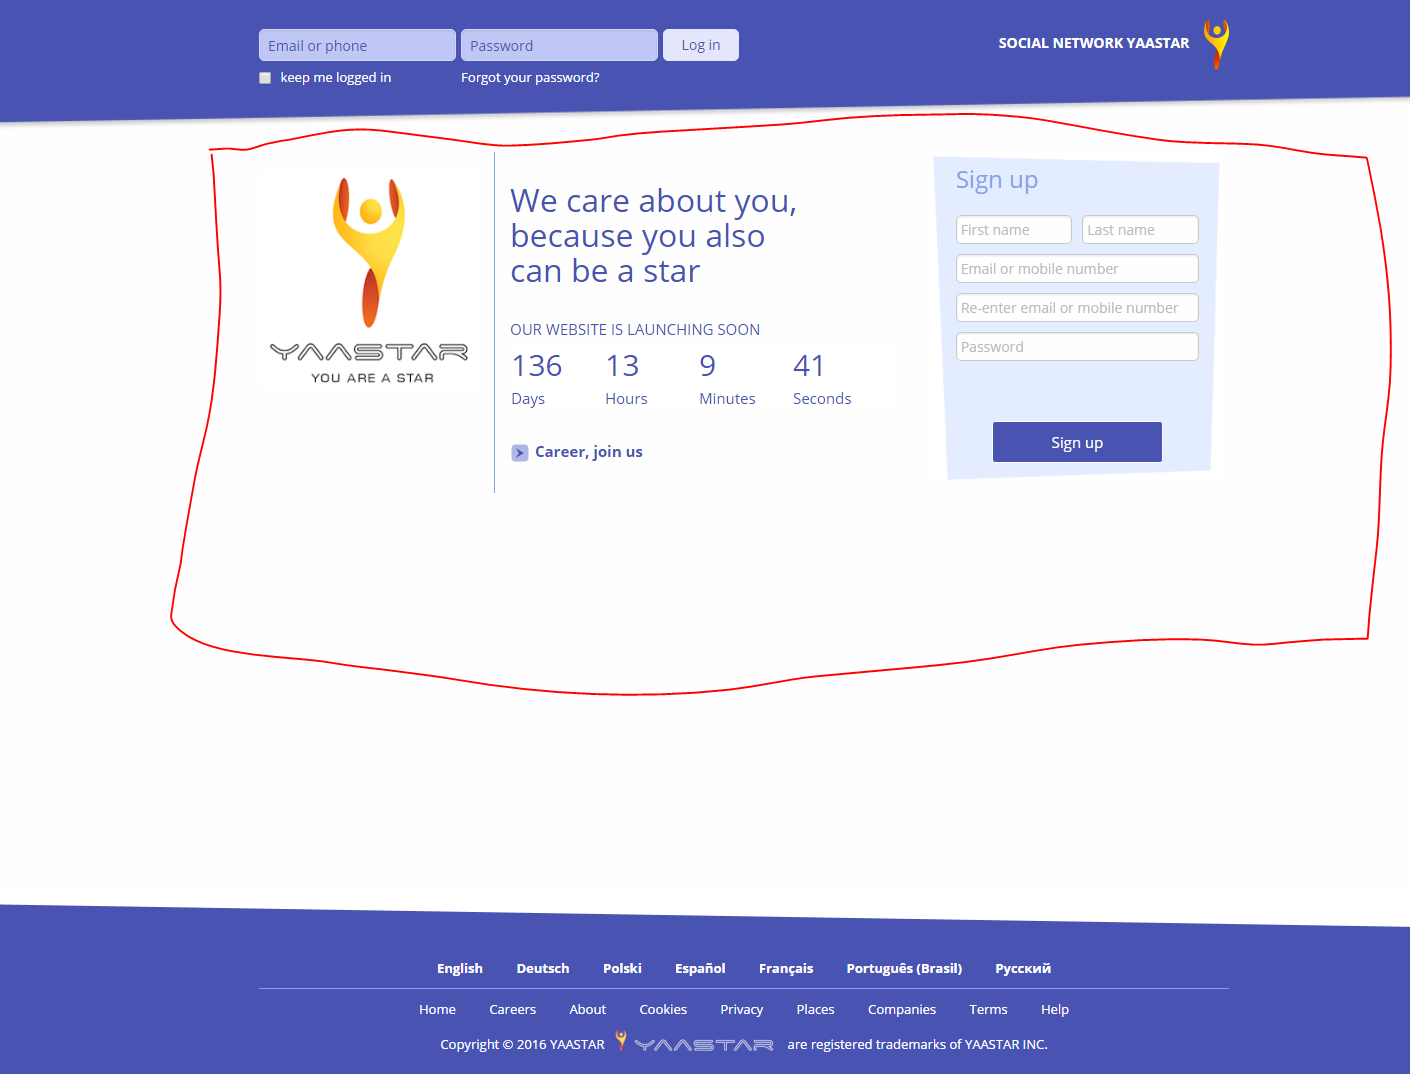 Email or phone
Password
Log in
SOCIAL NETWORK YAASTAR
keep me logged in
Forgot your password?
YAASTAR
YOU ARE A STAR
We care about you,
because you also
can be a star
OUR WEBSITE IS LAUNCHING SOON
136 13 9 41
Days Hours Minutes Seconds
Career, join us
Sign up
First name
Last name
Email or mobile number
Re-enter email or mobile number
Password
Sign up
English Deutsch Polski Español Français Português (Brasil) Русский
Home Careers About Cookies Privacy Places Companies Terms Help
Copyright © 2016 YAASTAR YAASTAR are registered trademarks of YAASTAR INC.